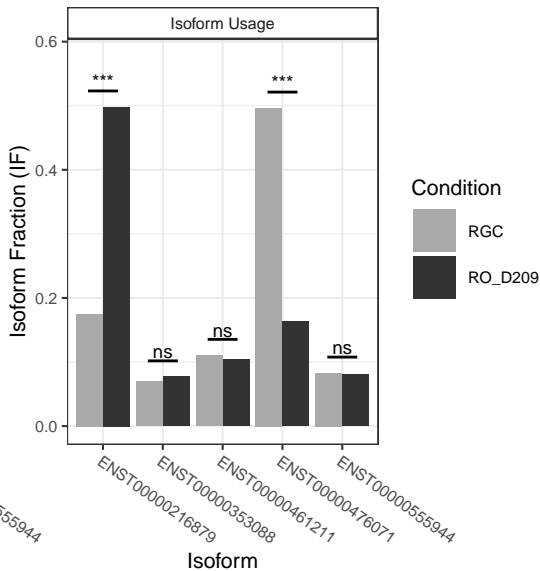 Isoform Usage
0.6
0.4
0.2
0.0
Isoform Fraction (IF)
***
ns
ns
***
ns
Condition
RGC
RO_D209
ENST00000216879
ENST00000353088
ENST00000461211
ENST00000476071
ENST00000555944
555944
Isoform